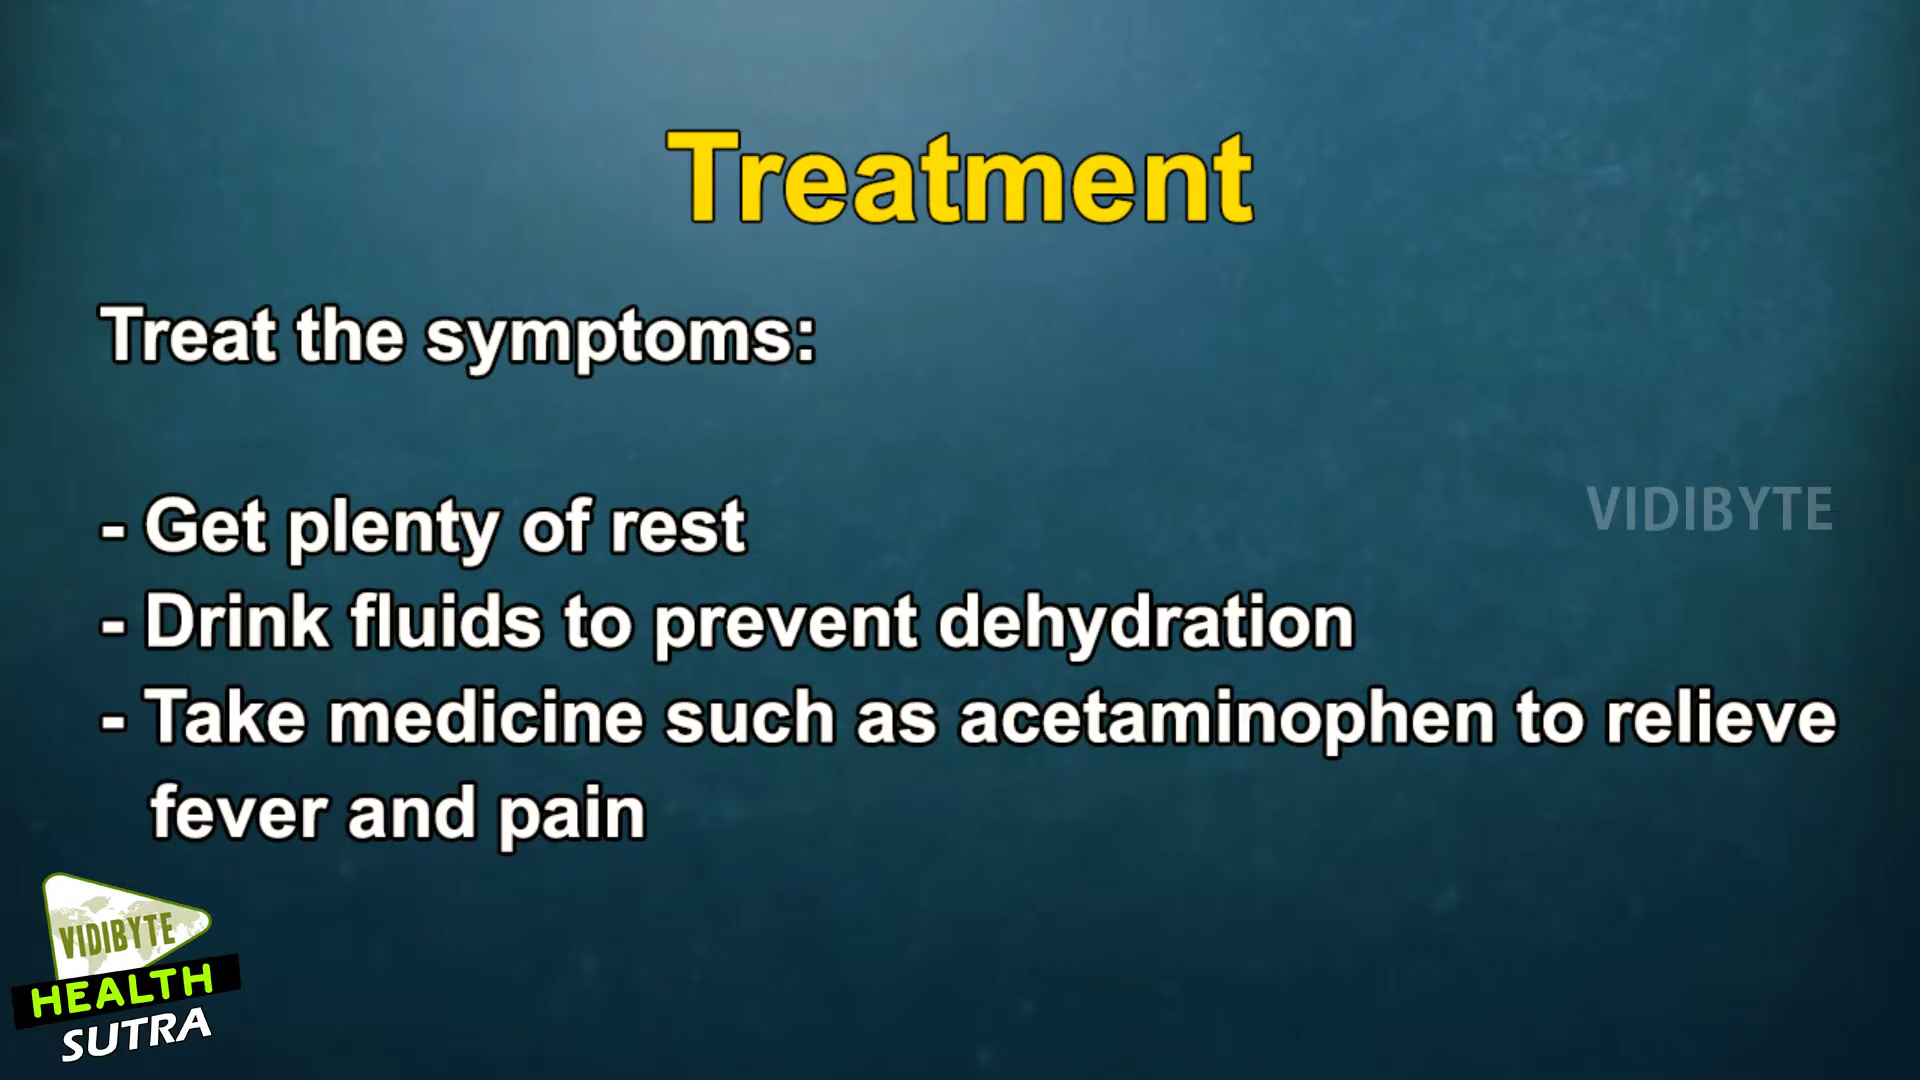 Treatment
Treat the symptoms:
- Get plenty of rest
- Drink fluids to prevent dehydration
- Take medicine such as acetaminophen to relieve
fever and pain
VIDIBYTE
VIDIBYTE
HEALTH
SUTRA